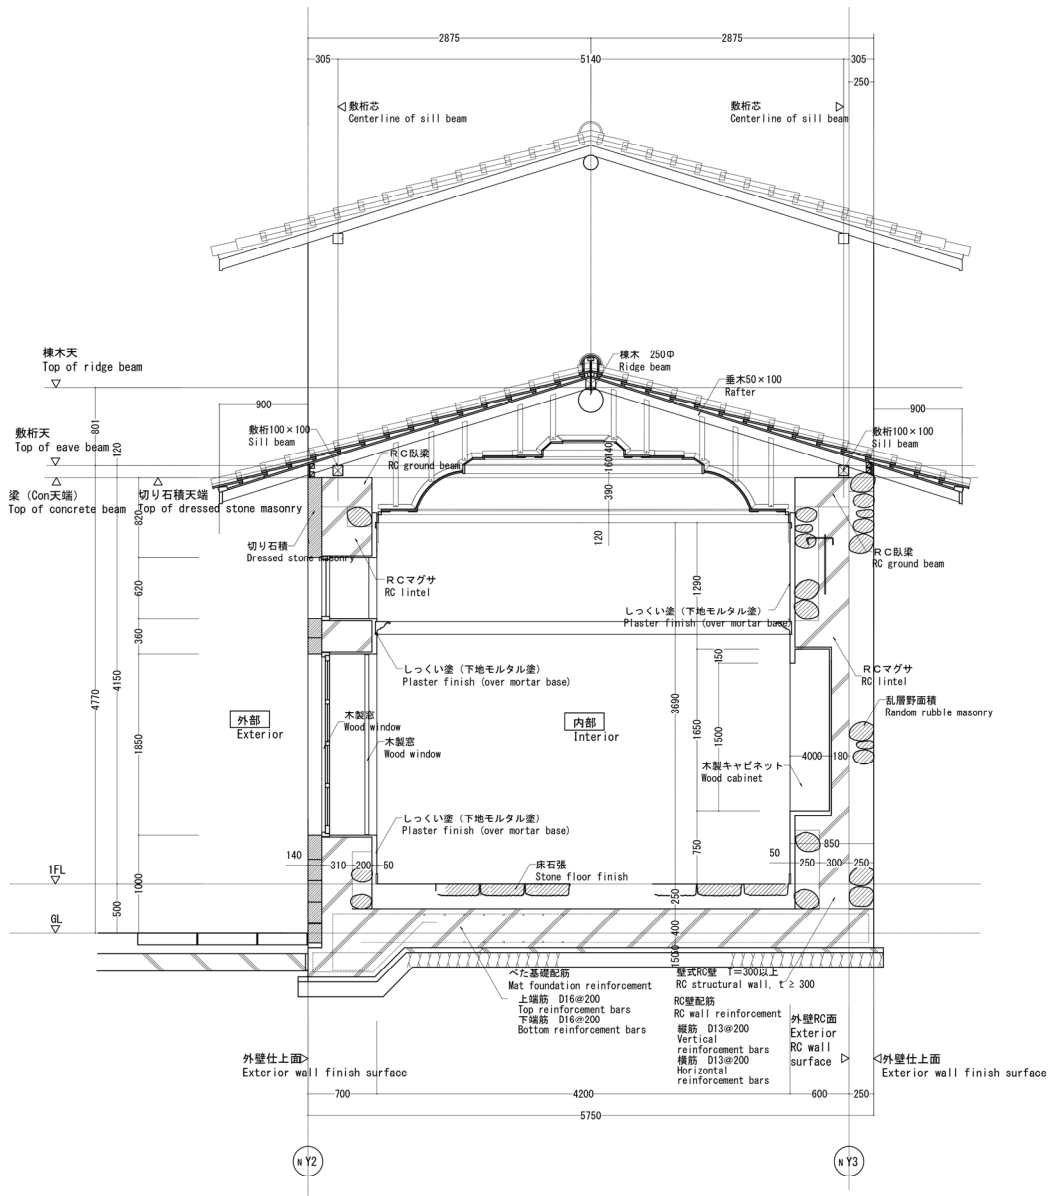 2875
2875
305
5140
305
250
敷桁芯
Centerline of sill beam
敷桁芯
Centerline of sill beam
棟木天
Top of ridge beam
棟木 250Φ
Ridge beam
垂木50×100
Rafter
900
900
801
敷桁天
Top of eave beam
120
敷桁100×100
Sill beam
敷桁100×100
Sill beam
RC臥梁
RC ground beam
140
160
390
120
梁(Con天端)
Top of concrete beam
切り石積天端
Top of dressed stone masonry
820
切り石積
Dressed stone masonry
RC臥梁
RC ground beam
RCマグサ
RC lintel
620
1290
しっくい塗(下地モルタル塗)
Plaster finish (over mortar base)
360
150
しっくい塗(下地モルタル塗)
Plaster finish (over mortar base)
RCマグサ
RC lintel
4770
4150
3690
乱層野面積
Random rubble masonry
外部
Exterior
木製窓
Wood window
木製窓
Wood window
内部
Interior
1850
1650
1500
4000
180
木製キャビネット
Wood cabinet
しっくい塗(下地モルタル塗)
Plaster finish (over mortar base)
750
850
140
310
200
50
50
250
300
250
床石張
Stone floor finish
1FL
1000
250
GL
500
400
1500
べた基礎配筋
Mat foundation reinforcement
上端筋 D16@200
Top reinforcement bars
下端筋 D16@200
Bottom reinforcement bars
壁式RC壁 T=300以上
RC structural wall, t ≥ 300
RC壁配筋
RC wall reinforcement
縦筋 D13@200
Vertical
reinforcement bars
横筋 D13@200
Horizontal
reinforcement bars
外壁RC面
Exterior
RC wall
surface
外壁仕上面
Exterior wall finish surface
外壁仕上面
Exterior wall finish surface
700
4200
600
250
5750
N Y2
N Y3